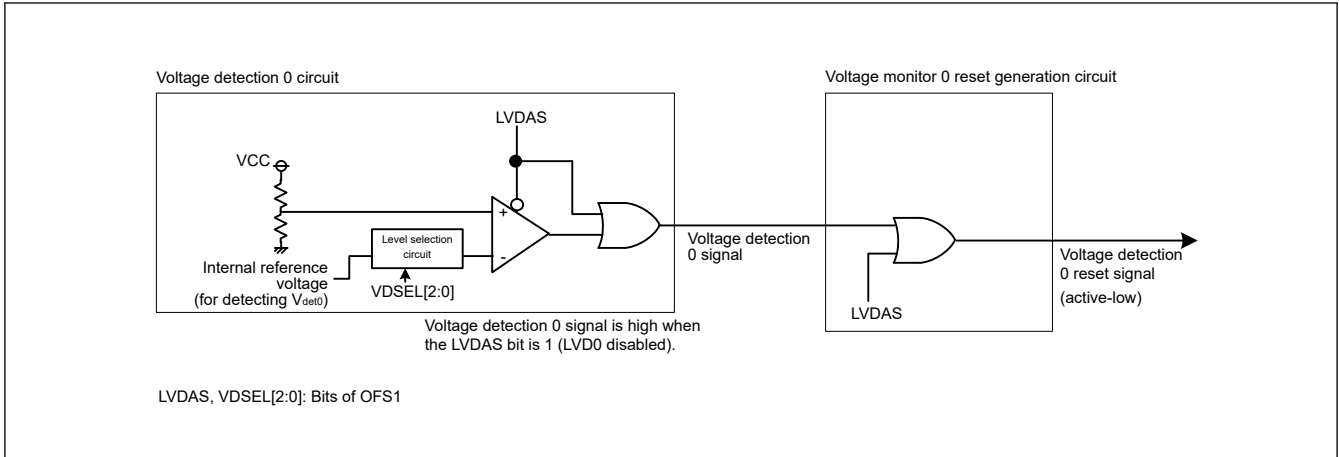 Voltage detection 0 circuit
Voltage monitor 0 reset generation circuit
LVDAS
VCC
+
Level selection
circuit
-
Internal reference
voltage
(for detecting Vdet0)
VDSEL[2:0]
Voltage detection
0 signal
LVDAS
Voltage detection
0 reset signal
(active-low)
Voltage detection 0 signal is high when
the LVDAS bit is 1 (LVD0 disabled).
LVDAS, VDSEL[2:0]: Bits of OFS1